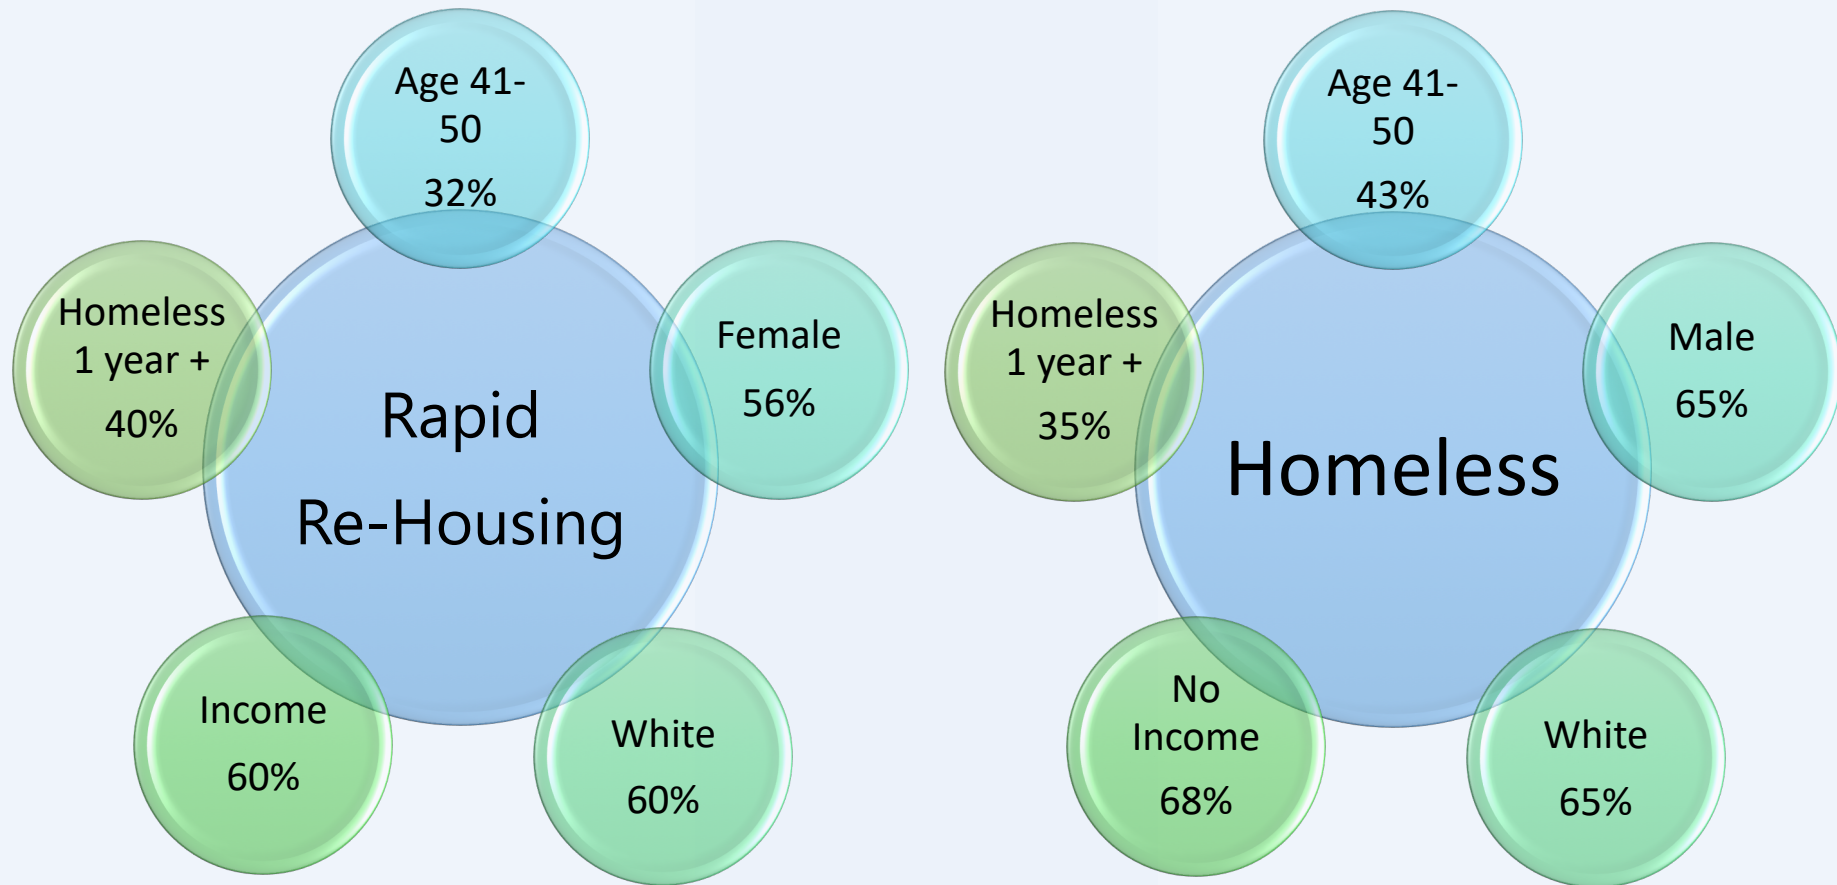 Age 41-
50
32%
Homeless
1 year +
40%
Female
56%
Rapid
Re-Housing
Income
60%
White
60%
Age 41-
50
43%
Homeless
1 year +
35%
Male
65%
Homeless
No
Income
68%
White
65%